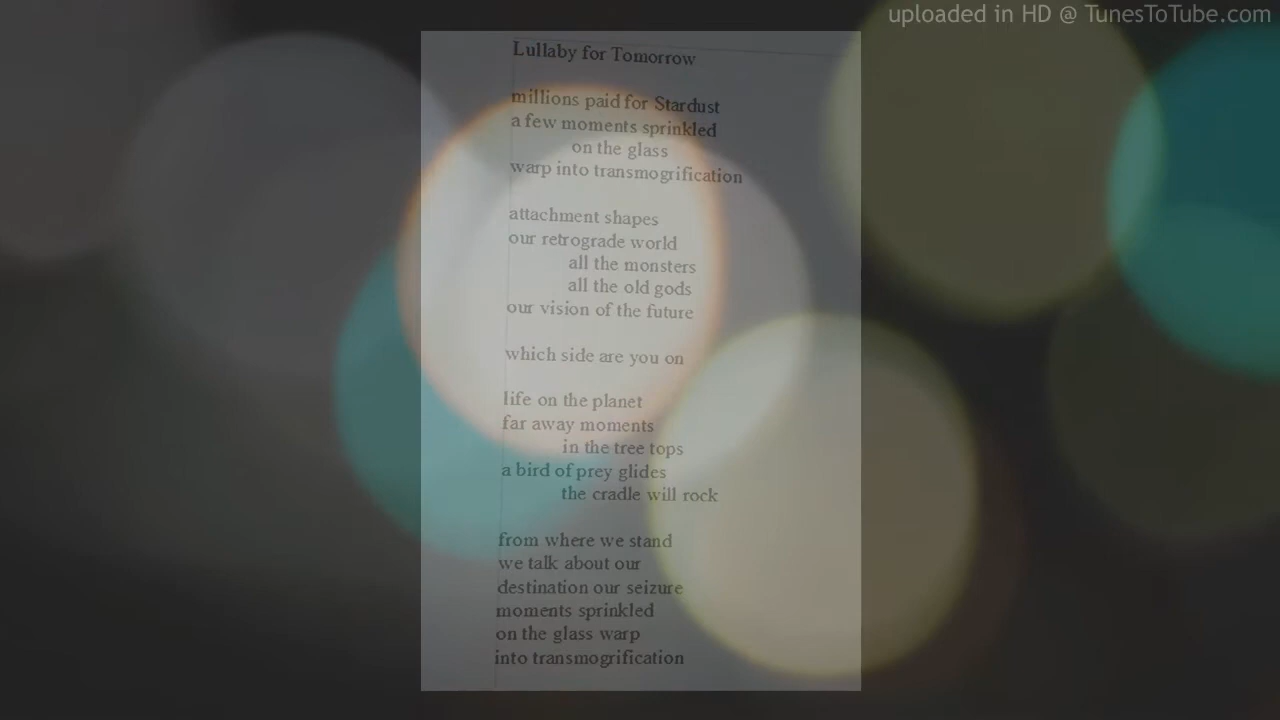 uploaded in HD @ TunesToTube.com
Lullaby for Tomorrow
millions paid for Stardust
a few moments sprinkled
on the glass
warp into transmogrification
attachment shapes
our retrograde world
all the monsters
all the old gods
our vision of the future
which side are you on
life on the planet
far away moments
in the tree tops
a bird of prey glides
the cradle will rock
from where we stand
we talk about our
destination our seizure
moments sprinkled
on the glass warp
into transmogrification